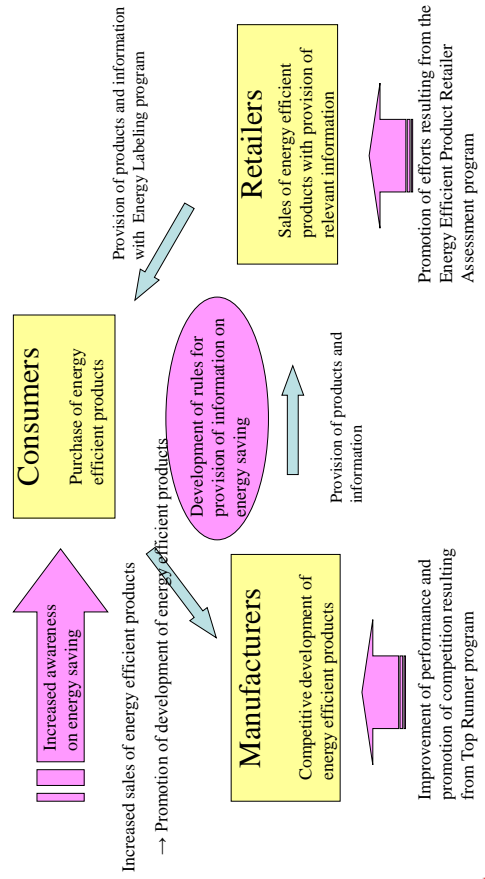 Increased awareness
on energy saving
Consumers
Purchase of energy
efficient products
Provision of products and information
with Energy Labeling program
Increased sales of energy efficient products
→ Promotion of development of energy efficient products
Development of rules for
provision of information on
energy saving
Manufacturers
Competitive development of
energy efficient products
Provision of products and
information
Retailers
Sales of energy efficient
products with provision of
relevant information
Improvement of performance and
promotion of competition resulting
from Top Runner program
Promotion of efforts resulting from the
Energy Efficient Product Retailer
Assessment program